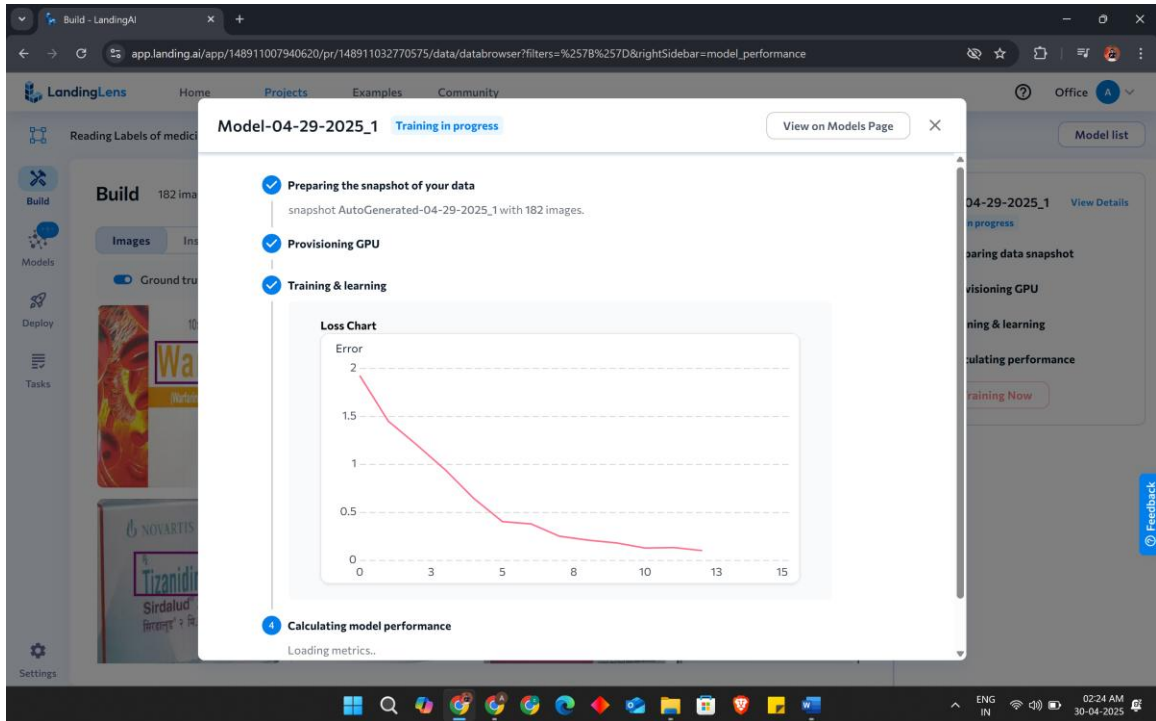 Build - LandingAI
app.landing.ai/app/148911007940620/pr/148911032770575/data/databrowser?filters=%257B%257D&rightSidebar=model_performance
LandingLens Home Projects Examples Community Office A
Reading Labels of medici
Model list
Model-04-29-2025_1 Training in progress View on Models Page
Build
Models
Deploy
Tasks
Settings
Build 182 ima
Images Ins
Ground tru
10
Wa
(Warfarin
NOVARTIS
Tizanidin
Sirdalud
Preparing the snapshot of your data
snapshot AutoGenerated-04-29-2025_1 with 182 images.
Provisioning GPU
Training & learning
Loss Chart
Error
2
1.5
1
0.5
0
0 3 5 8 10 13 15
4 Calculating model performance
Loading metrics..
04-29-2025_1 View Details
n progress
paring data snapshot
visioning GPU
ning & learning
culating performance
raining Now
Feedback
ENG
IN
02:24 AM
30-04-2025